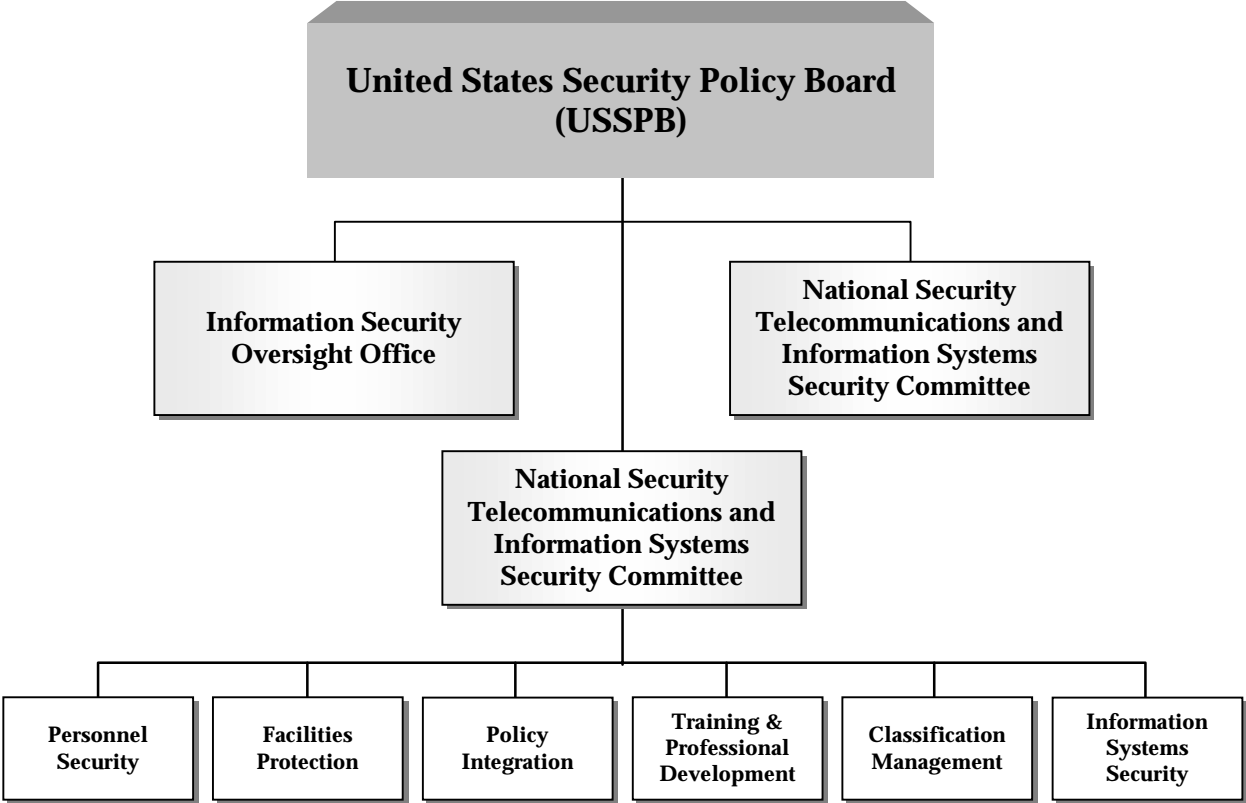 United States Security Policy Board
(USSPB)
Information Security
Oversight Office
National Security
Telecommunications and
Information Systems
Security Committee
National Security
Telecommunications and
Information Systems
Security Committee
Personnel
Security
Facilities
Protection
Policy
Integration
Training &
Professional
Development
Classification
Management
Information
Systems
Security